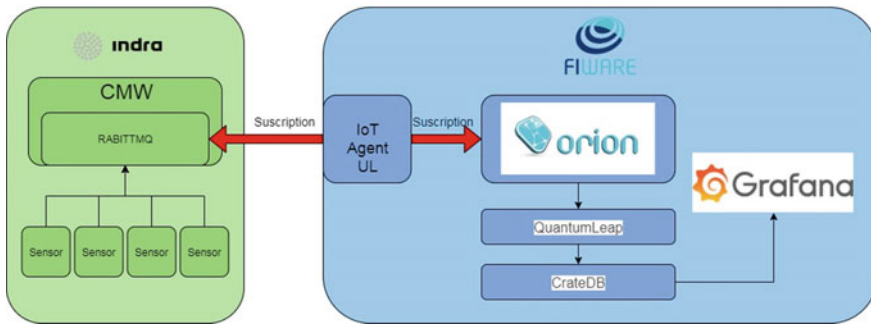 indra
CMW
RABITTMQ
Sensor
Sensor
Sensor
Sensor
Suscription
IoT
Agent
UL
Suscription
FIWARE
orion
QuantumLeap
CrateDB
Grafana